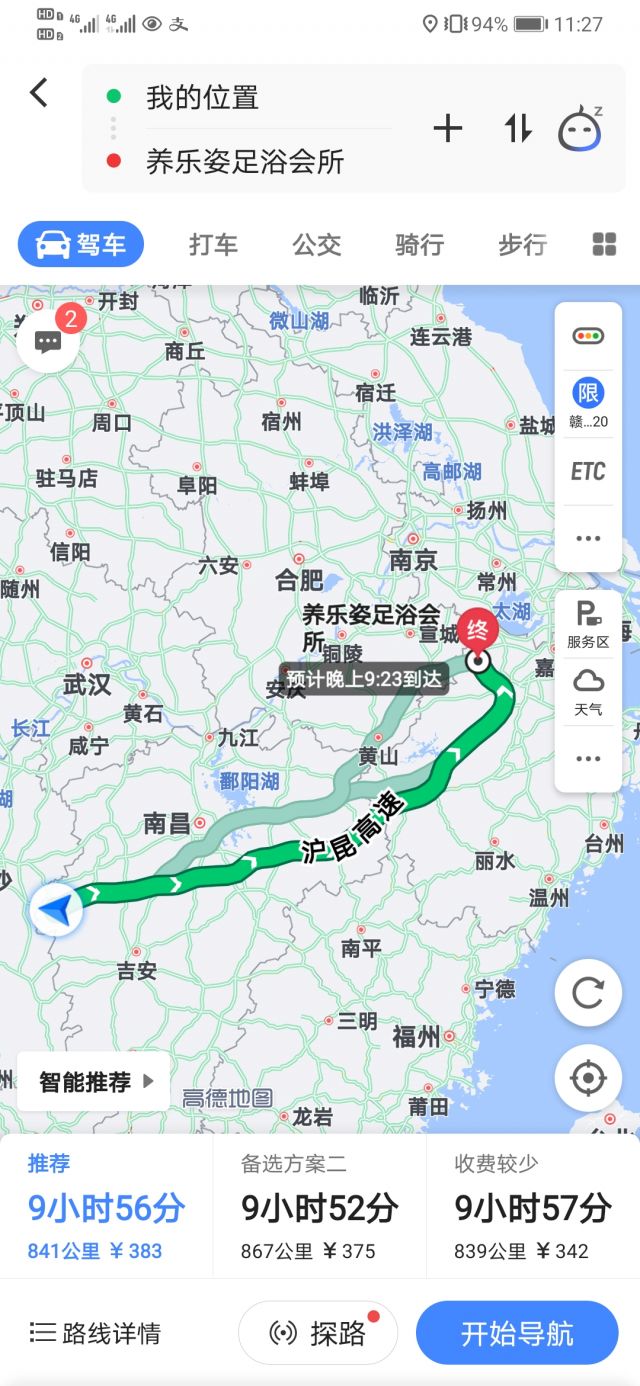 HD 1 4G 4G 支 94% 11:27
HD 2
我的位置
养乐姿足浴会所
驾车 打车 公交 骑行 步行
2
开封
临沂
微山湖
连云港
商丘
平顶山
周口
宿迁
宿州
洪泽湖
盐城
限
赣...20
驻马店
阜阳
蚌埠
高邮湖
ETC
扬州
信阳
六安
合肥
南京
随州
常州
养乐姿足浴会
所
宣城
终
太湖
铜陵
P
服务区
嘉
武汉
安庆
预计晚上9:23到达
天气
黄石
长江
咸宁
九江
黄山
鄱阳湖
南昌
沪昆高速
丽水
台州
温州
南平
吉安
宁德
三明
福州
智能推荐
高德地图
龙岩
莆田
推荐 备选方案二 收费较少
9小时56分 9小时52分 9小时57分
841公里 ¥383 867公里 ¥375 839公里 ¥342
路线详情 探路 开始导航